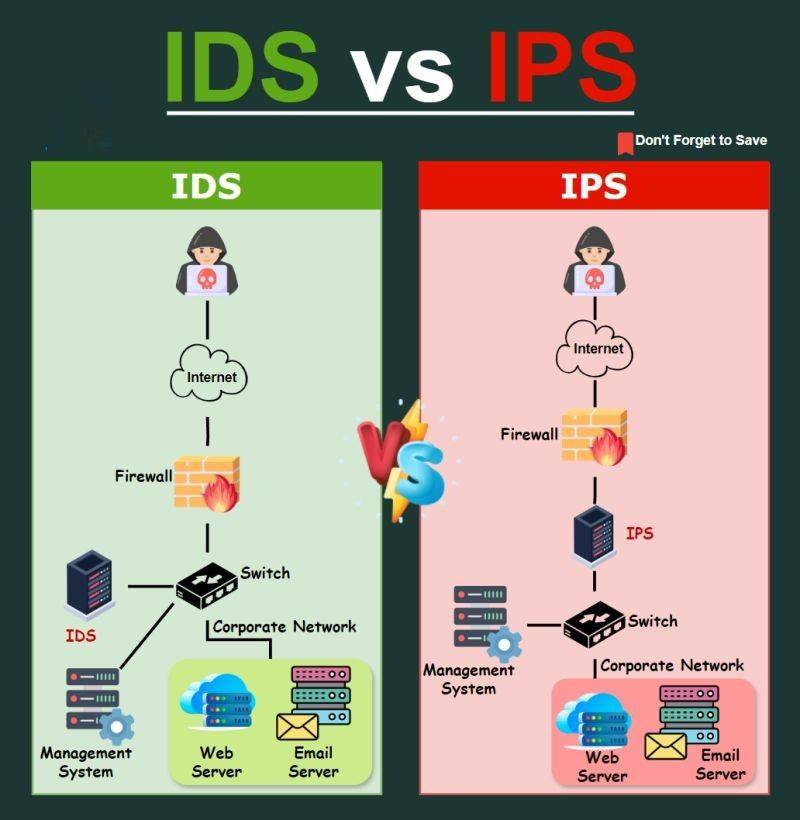 IDS vs IPS
Don't Forget to Save
IDS
Internet
Firewall
Switch
IDS
Corporate Network
Management
System
Web
Server
Email
Server
VS
IPS
Internet
Firewall
IPS
Switch
Management
System
Corporate Network
Web
Server
Email
Server